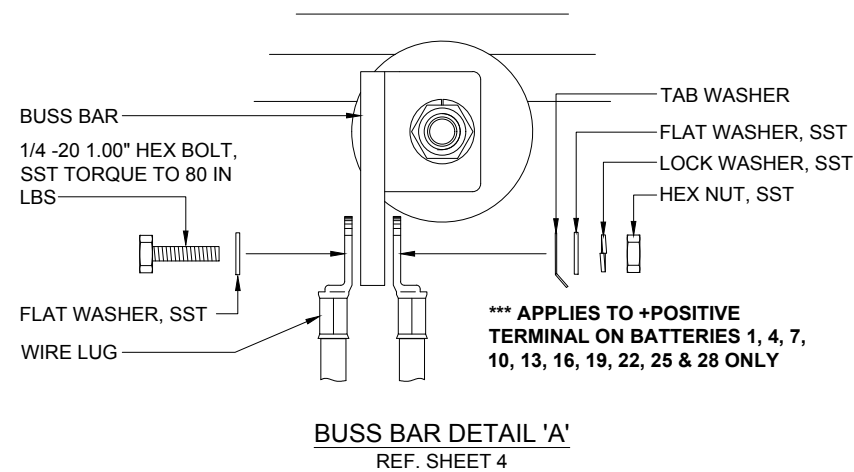 BUSS BAR
1/4 -20 1.00" HEX BOLT,
SST TORQUE TO 80 IN
LBS
FLAT WASHER, SST
WIRE LUG
TAB WASHER
FLAT WASHER, SST
LOCK WASHER, SST
HEX NUT, SST
*** APPLIES TO +POSITIVE
TERMINAL ON BATTERIES 1, 4, 7,
10, 13, 16, 19, 22, 25 & 28 ONLY
BUSS BAR DETAIL 'A'
REF. SHEET 4